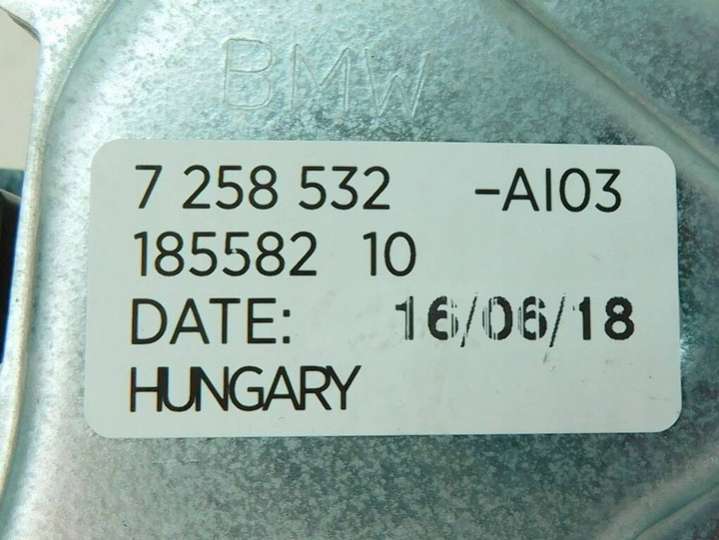 BMW
7 258 532 -AI03
185582 10
DATE: 16/06/18
HUNGARY